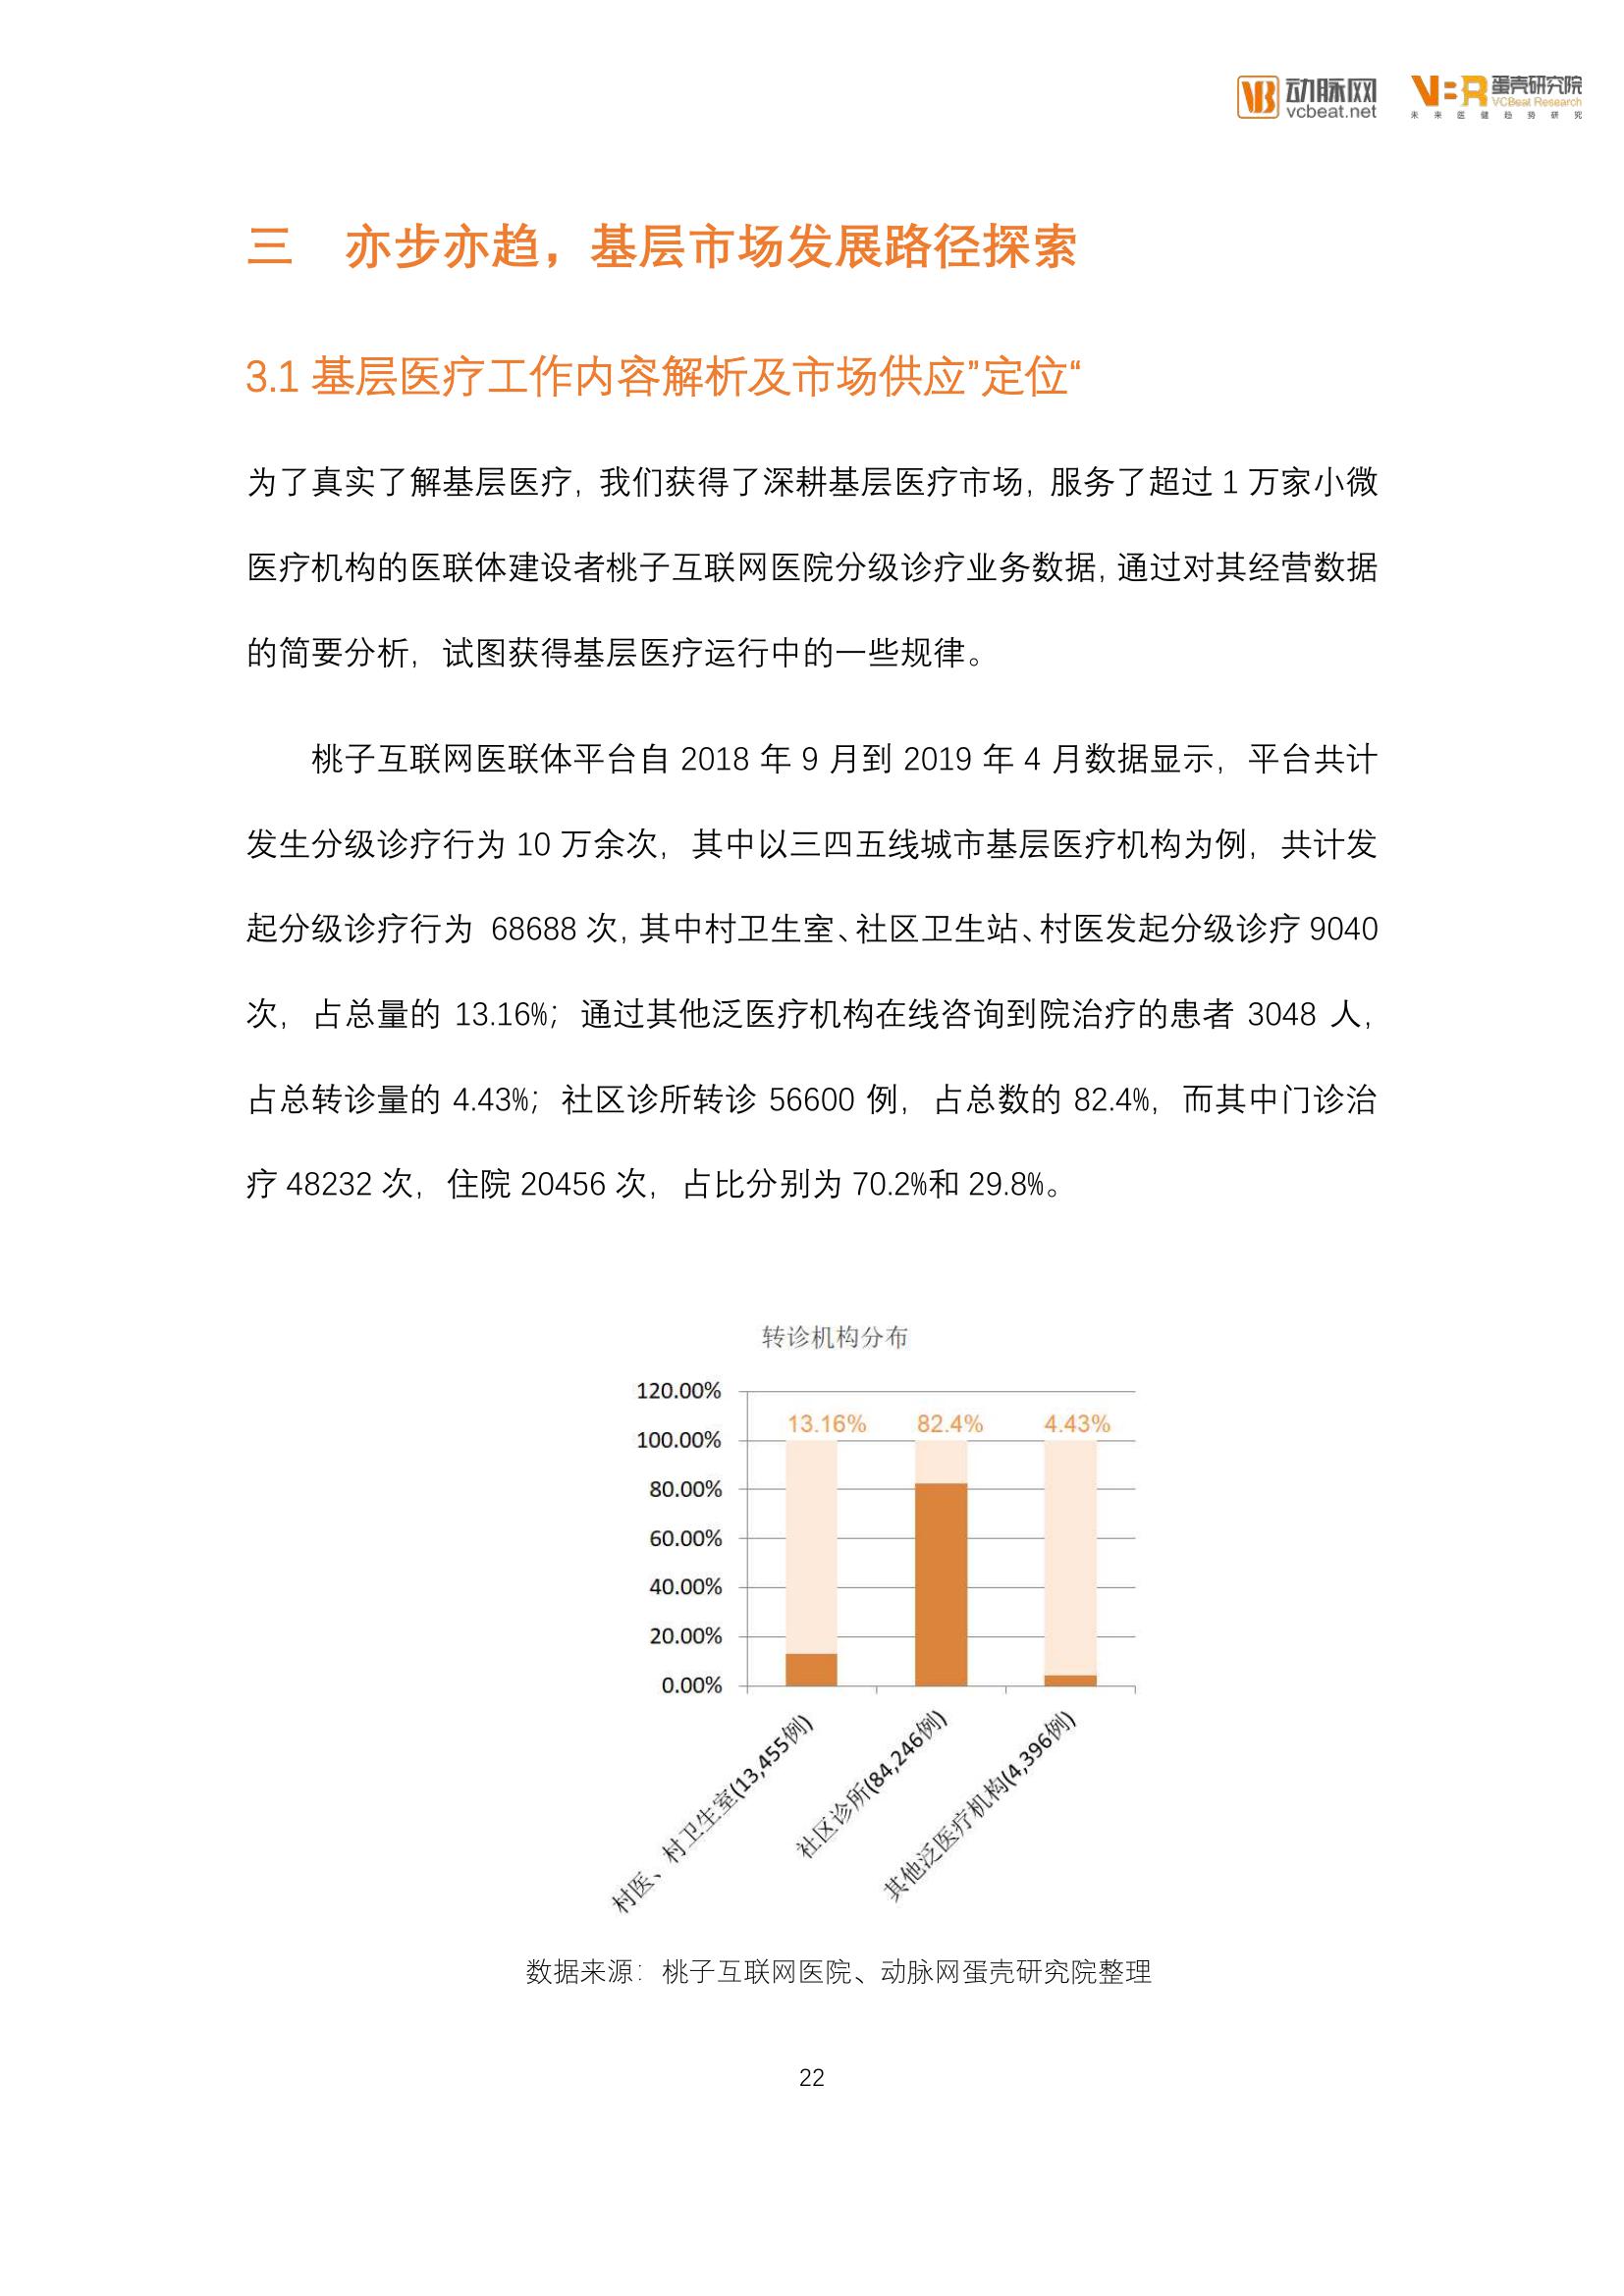 动脉网
vcbeat.net
VBR 蛋壳研究院
VCBeat Research
未来医健趋势研究
三 亦步亦趋，基层市场发展路径探索
3.1 基层医疗工作内容解析及市场供应”定位“
为了真实了解基层医疗，我们获得了深耕基层医疗市场，服务了超过 1 万家小微
医疗机构的医联体建设者桃子互联网医院分级诊疗业务数据，通过对其经营数据
的简要分析，试图获得基层医疗运行中的一些规律。
桃子互联网医联体平台自 2018 年 9 月到 2019 年 4 月数据显示，平台共计
发生分级诊疗行为 10 万余次，其中以三四五线城市基层医疗机构为例，共计发
起分级诊疗行为 68688 次，其中村卫生室、社区卫生站、村医发起分级诊疗 9040
次，占总量的 13.16%；通过其他泛医疗机构在线咨询到院治疗的患者 3048 人，
占总转诊量的 4.43%；社区诊所转诊 56600 例，占总数的 82.4%，而其中门诊治
疗 48232 次，住院 20456 次，占比分别为 70.2%和 29.8%。
转诊机构分布
120.00%
100.00%
80.00%
60.00%
40.00%
20.00%
0.00%
13.16% 82.4% 4.43%
村医、村卫生室(13,455例)
社区诊所(84,246例)
其他泛医疗机构(4,396例)
数据来源：桃子互联网医院、动脉网蛋壳研究院整理
22